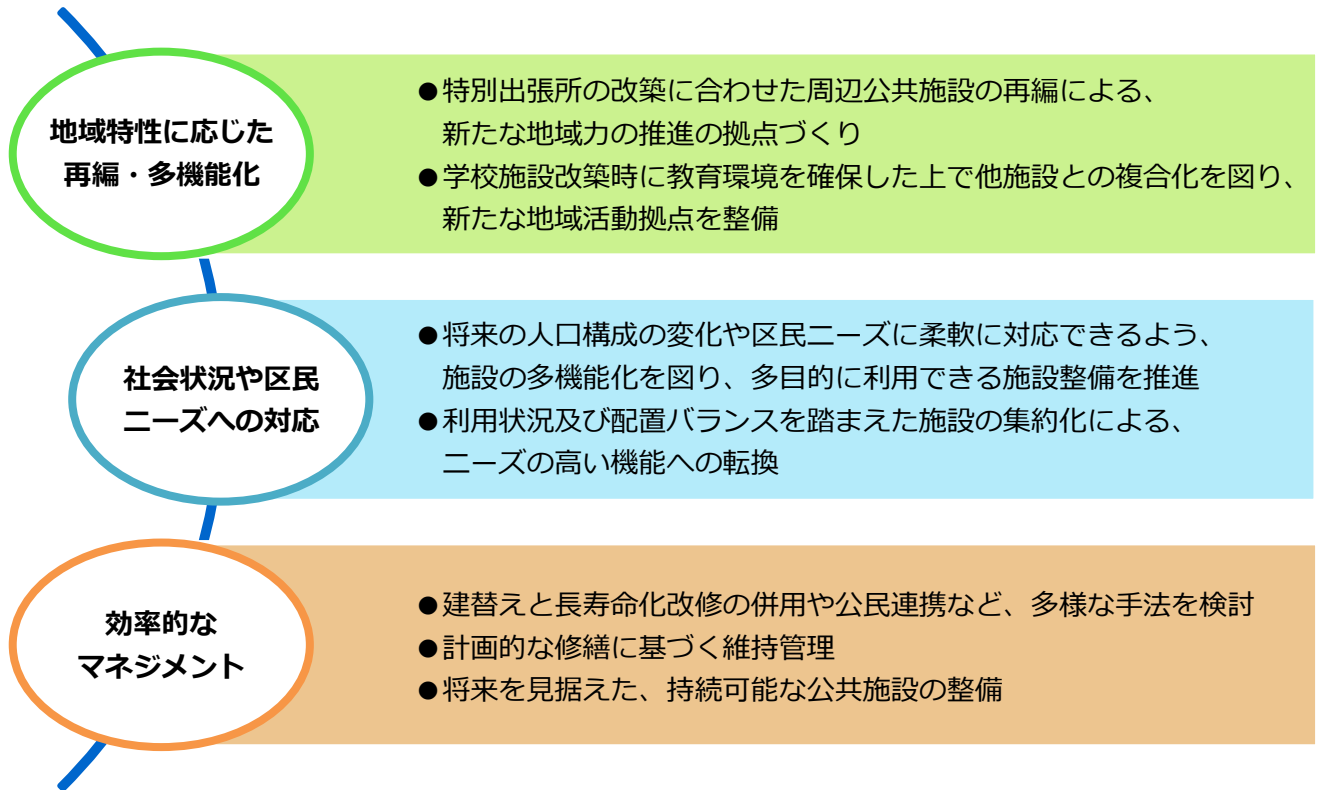 地域特性に応じた
再編・多機能化
●特別出張所の改築に合わせた周辺公共施設の再編による、
新たな地域力の推進の拠点づくり
●学校施設改築時に教育環境を確保した上で他施設との複合化を図り、
新たな地域活動拠点を整備
社会状況や区民
ニーズへの対応
●将来の人口構成の変化や区民ニーズに柔軟に対応できるよう、
施設の多機能化を図り、多目的に利用できる施設整備を推進
●利用状況及び配置バランスを踏まえた施設の集約化による、
ニーズの高い機能への転換
効率的な
マネジメント
●建替えと長寿命化改修の併用や公民連携など、多様な手法を検討
●計画的な修繕に基づく維持管理
●将来を見据えた、持続可能な公共施設の整備